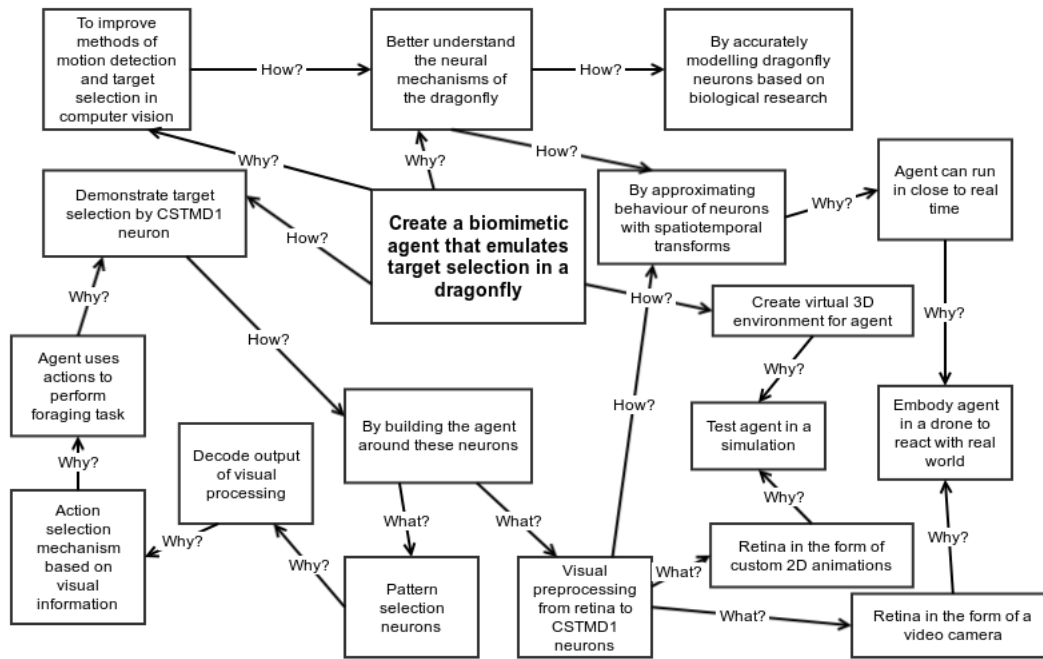 To improve
methods of
motion detection
and target
selection in
computer vision
How?
Better understand
the neural
mechanisms of
the dragonfly
How?
By accurately
modelling dragonfly
neurons based on
biological research
Why?
Why?
How?
Demonstrate target
selection by CSTMD1
neuron
How?
Create a biomimetic
agent that emulates
target selection in a
dragonfly
By approximating
behaviour of neurons
with spatiotemporal
transforms
Why?
Agent can run
in close to real
time
Why?
How?
How?
Create virtual 3D
environment for agent
Why?
Why?
Agent uses
actions to
perform
foraging task
Why?
Decode output
of visual
processing
By building the agent
around these neurons
How?
Test agent in a
simulation
Embody agent
in a drone to
react with real
world
Action
selection
mechanism
based on
visual
information
Why?
Why?
What?
What?
Why?
Why?
Pattern
selection
neurons
Visual
preprocessing
from retina to
CSTMD1
neurons
What?
Retina in the form of
custom 2D animations
What?
Retina in the form of a
video camera